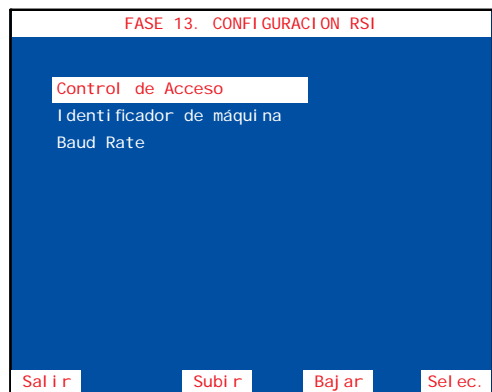 FASE 13. CONFIGURACION RSI
Control de Acceso
Identificador de máquina
Baud Rate
Salir Subir Bajar Selec.